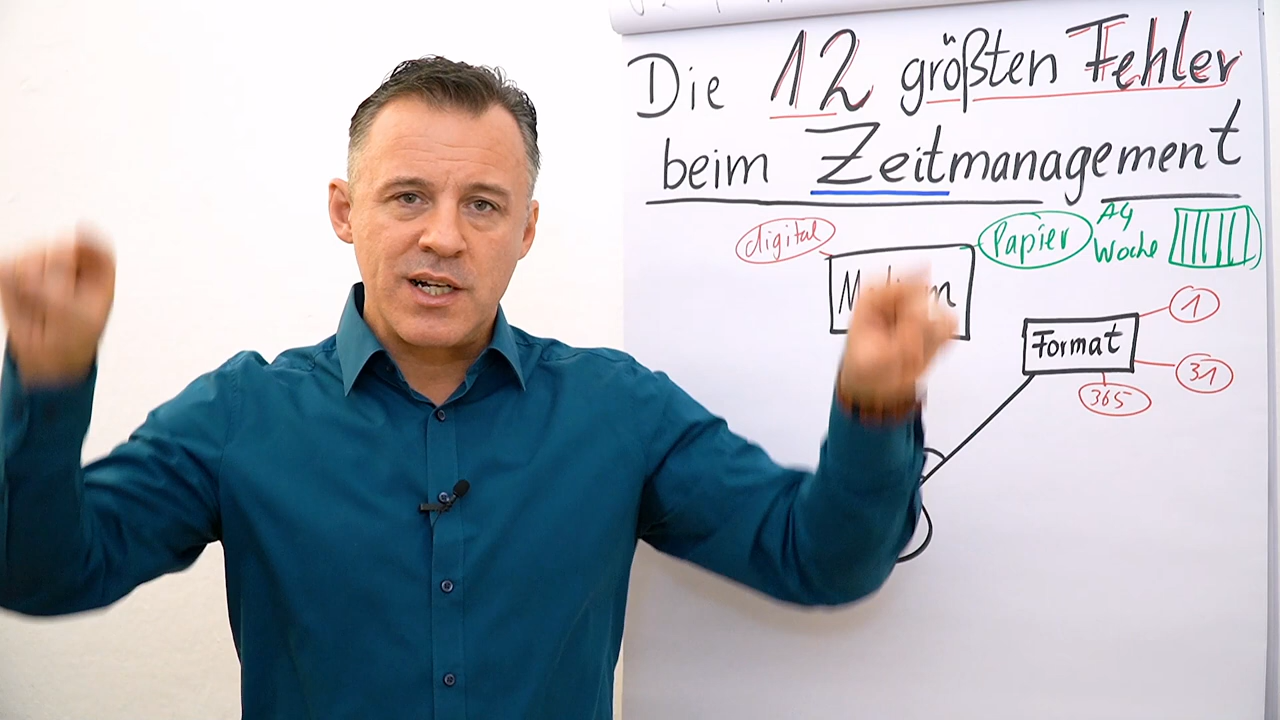 Die 12 größten Fehler
beim Zeitmanagement
digital
Papier
A4
Woche
Format
1
31
365